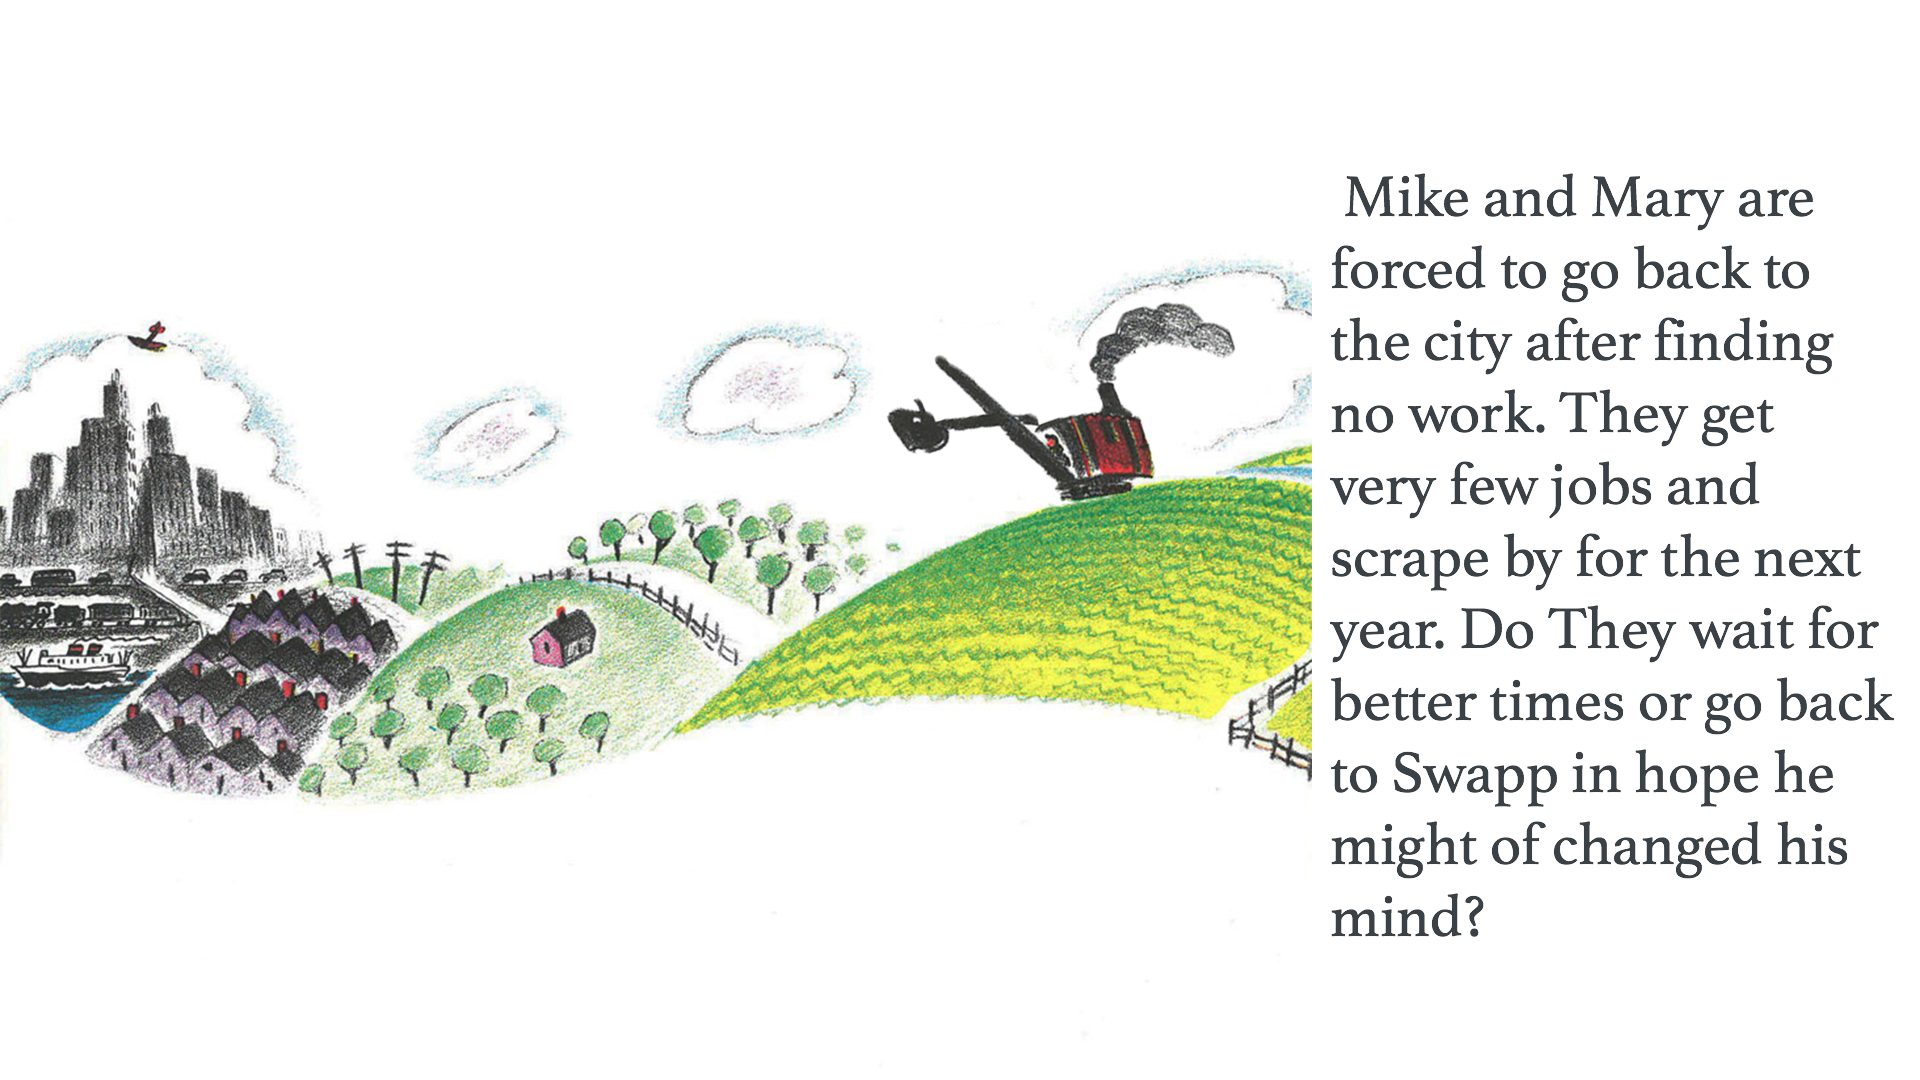 Mike and Mary are
forced to go back to
the city after finding
no work. They get
very few jobs and
scrape by for the next
year. Do They wait for
better times or go back
to Swapp in hope he
might of changed his
mind?